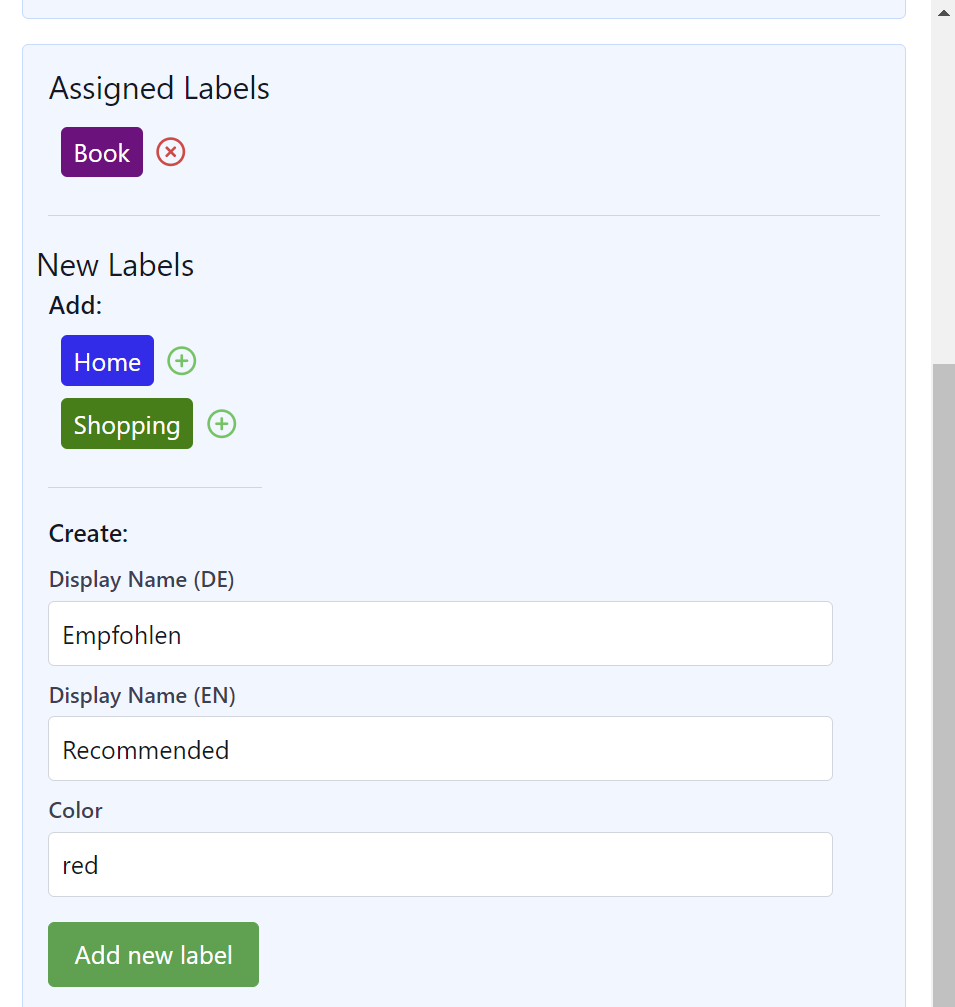 Assigned Labels
Book
New Labels
Add:
Home
Shopping
Create:
Display Name (DE)
Empfohlen
Display Name (EN)
Recommended
Color
red
Add new label